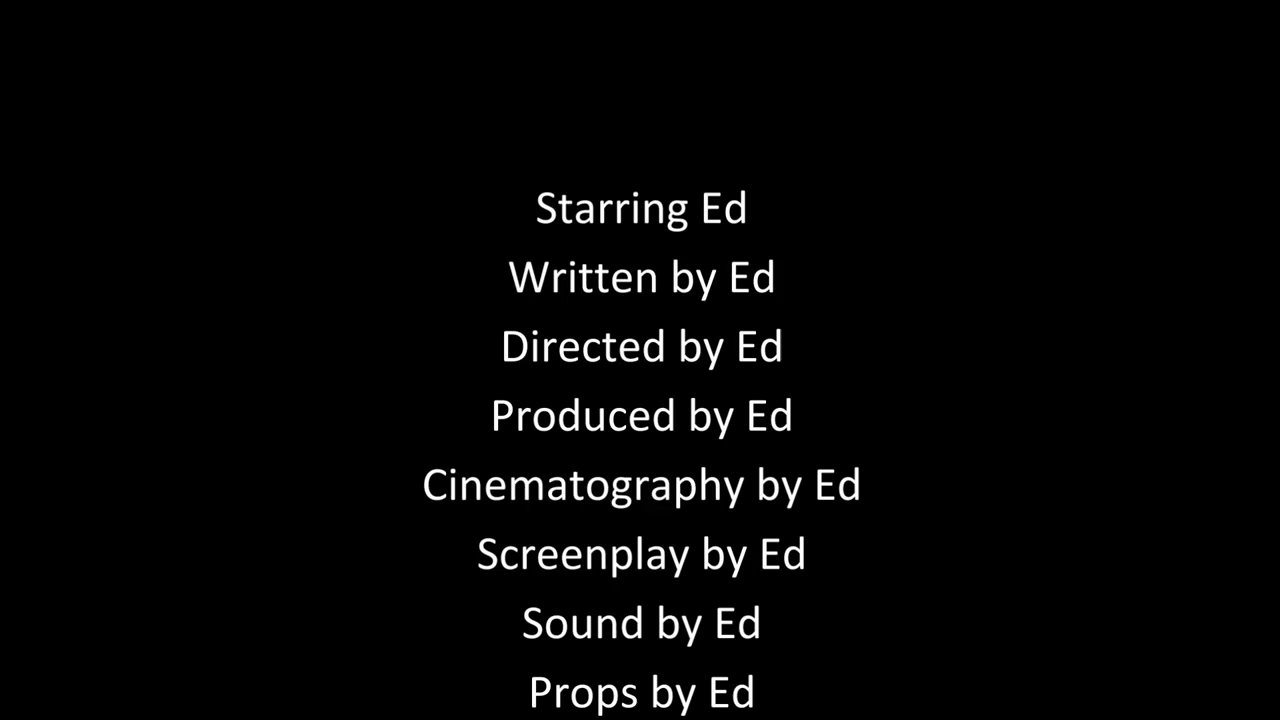 Starring Ed
Written by Ed
Directed by Ed
Produced by Ed
Cinematography by Ed
Screenplay by Ed
Sound by Ed
Props by Ed